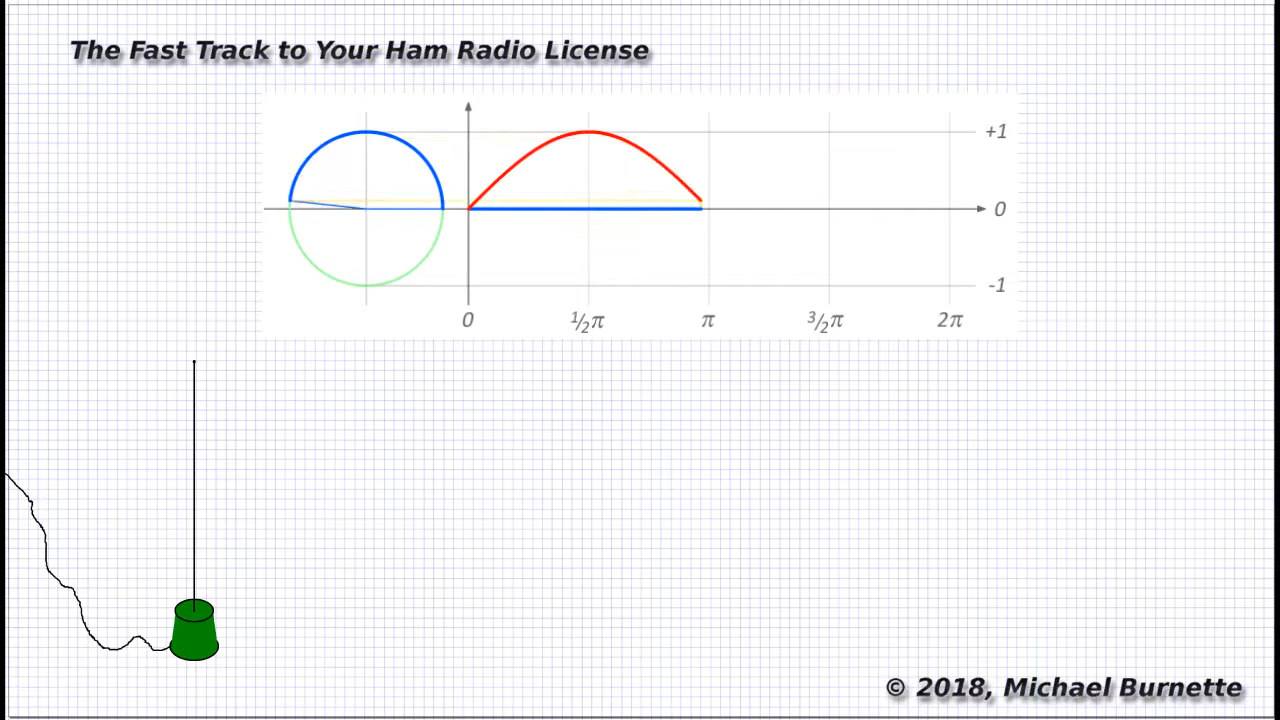 The Fast Track to Your Ham Radio License
+1
0
-1
0 ½π π 3⁄2π 2π
© 2018, Michael Burnette